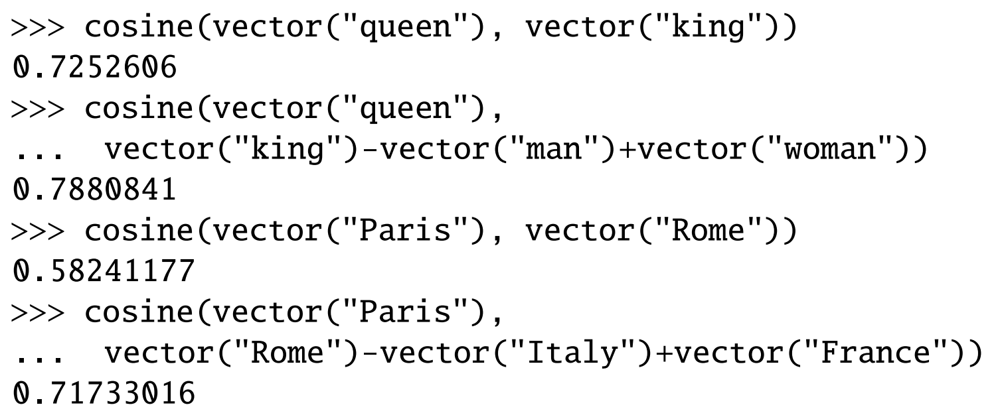 >>> cosine(vector("queen"), vector("king"))
0.7252606
>>> cosine(vector("queen"),
... vector("king")-vector("man")+vector("woman"))
0.7880841
>>> cosine(vector("Paris"), vector("Rome"))
0.58241177
>>> cosine(vector("Paris"),
... vector("Rome")-vector("Italy")+vector("France"))
0.71733016